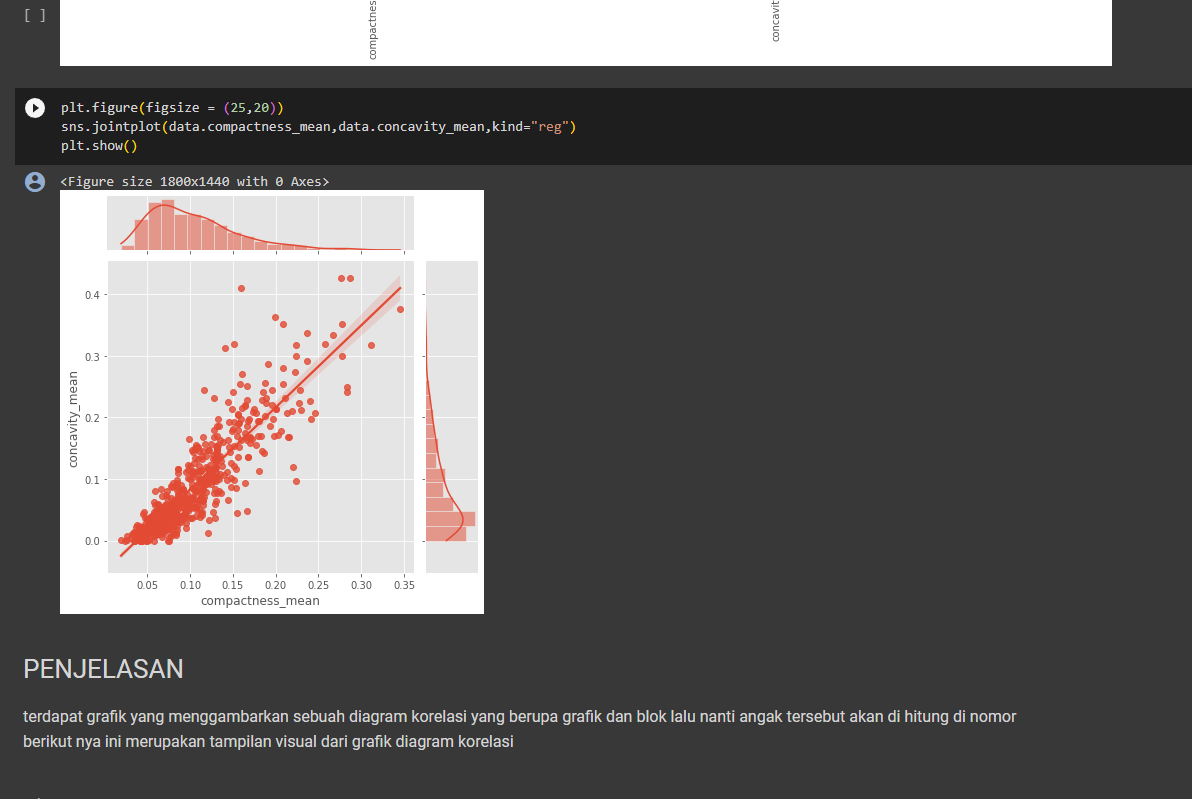 [ ]
compactnes
concavit
plt.figure(figsize = (25,20))
sns.jointplot(data.compactness_mean,data.concavity_mean,kind="reg")
plt.show()
<Figure size 1800x1440 with 0 Axes>
0.4
0.3
0.2
0.1
0.0
concavity_mean
0.05 0.10 0.15 0.20 0.25 0.30 0.35
compactness_mean
PENJELASAN
terdapat grafik yang menggambarkan sebuah diagram korelasi yang berupa grafik dan blok lalu nanti angak tersebut akan di hitung di nomor
berikut nya ini merupakan tampilan visual dari grafik diagram korelasi